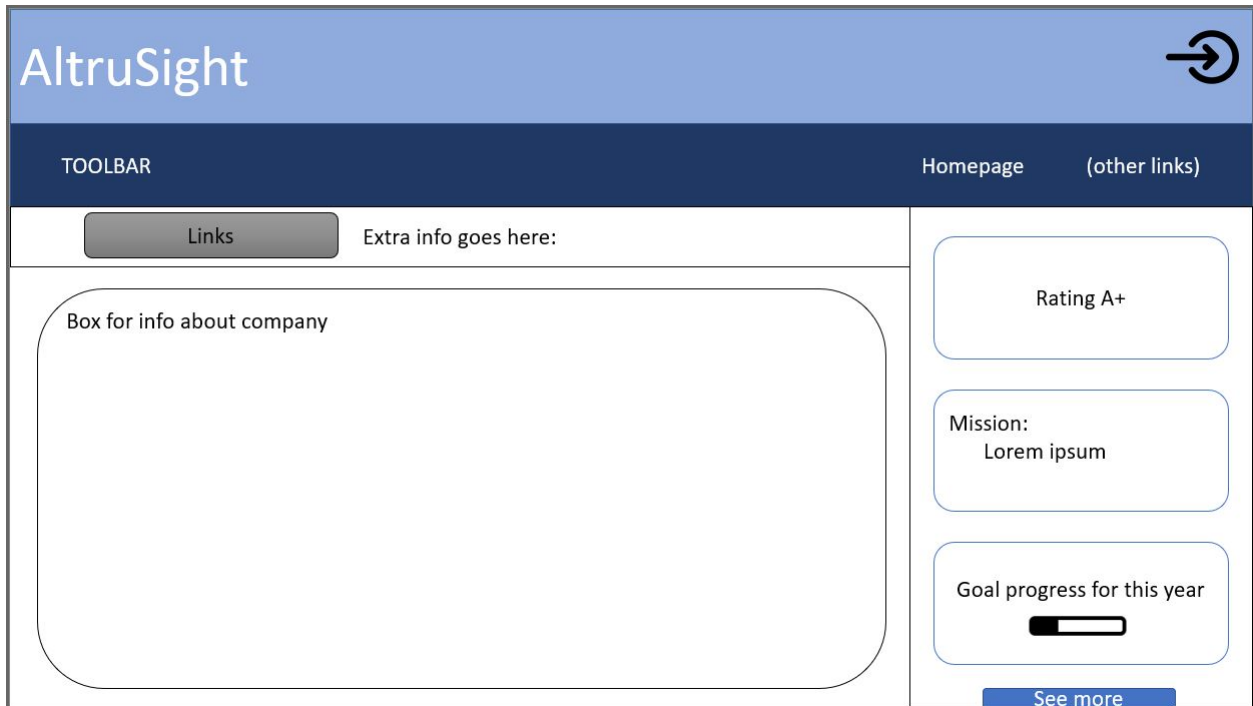 AltruSight
TOOLBAR
Homepage
(other links)
Links
Extra info goes here:
Box for info about company
Rating A+
Mission:
Lorem ipsum
Goal progress for this year
See more